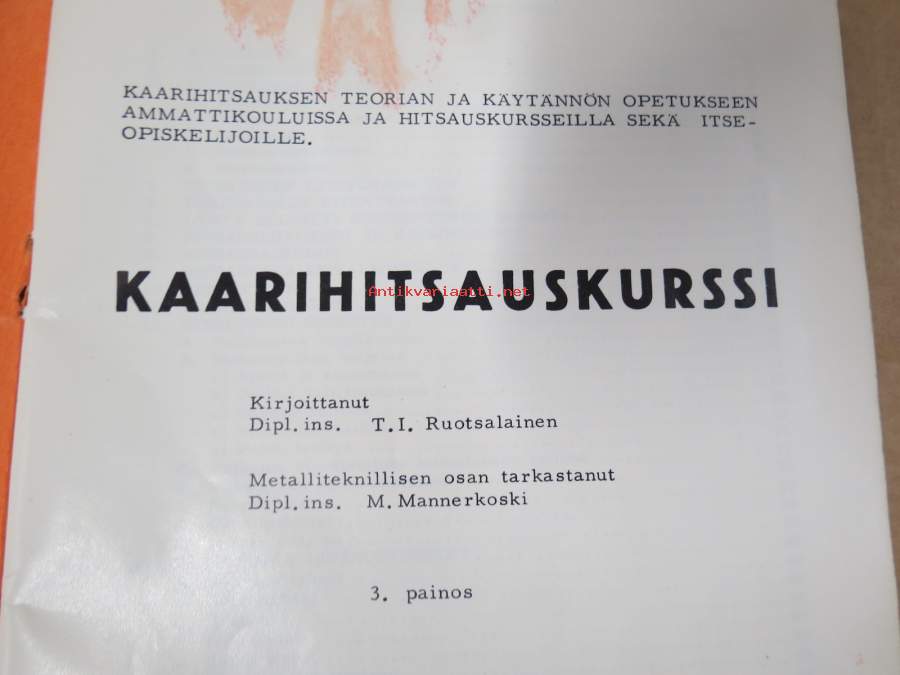 KAARIHITSAUKSEN TEORIAN JA KÄYTÄNNÖN OPETUKSEEN
AMMATTIKOULUISSA JA HITSAUSKURSSEILLA SEKÄ ITSE-
OPISKELIJOILLE.
KAARIHITSAUSKURSSI
Antikvariaatti.net
Kirjoittanut
Dipl. ins. T.I. Ruotsalainen
Metalliteknillisen osan tarkastanut
Dipl. ins. M. Mannerkoski
3. painos